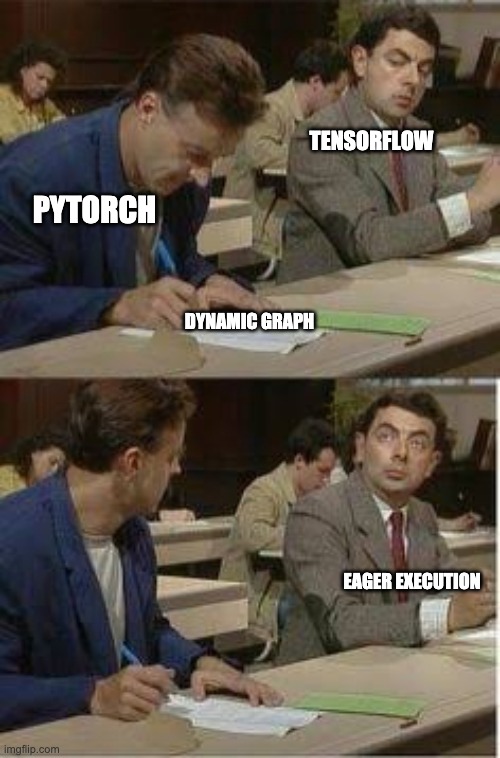 TENSORFLOW
PYTORCH
DYNAMIC GRAPH
EAGER EXECUTION
imgflip.com